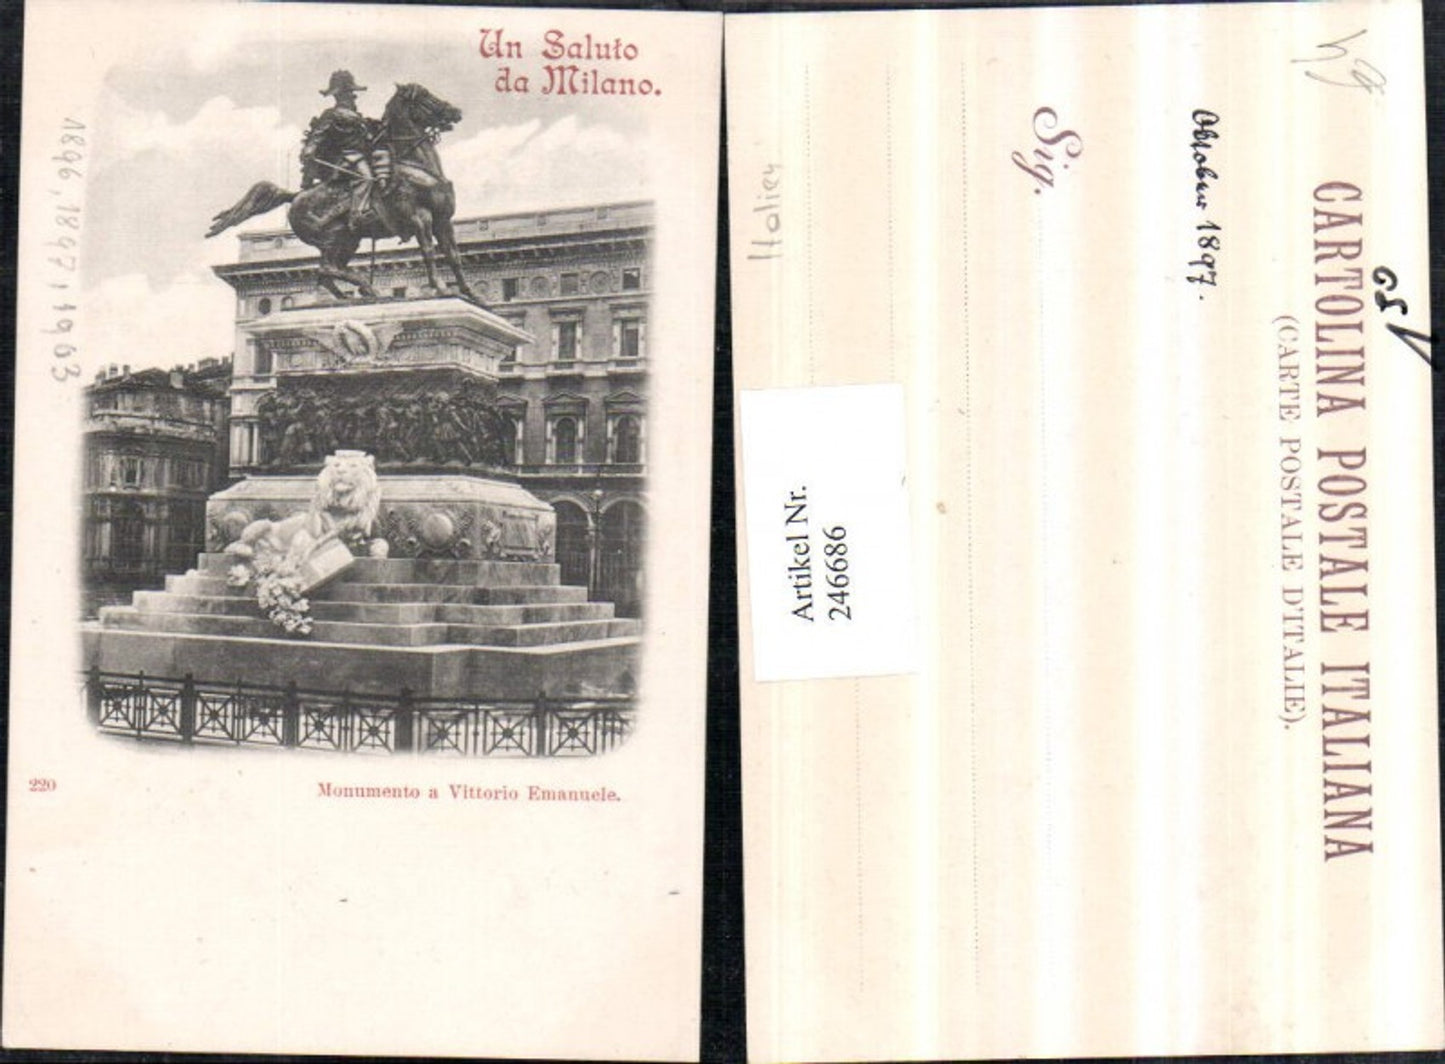 Un Saluto
da Milano.
1896, 1897, 1903
220
Monumento a Vittorio Emanuele.
CARTOLINA POSTALE ITALIANA
(CARTE POSTALE D'ITALIE).
Oktober 1897.
Sig.
Italien
Artikel Nr.
246686